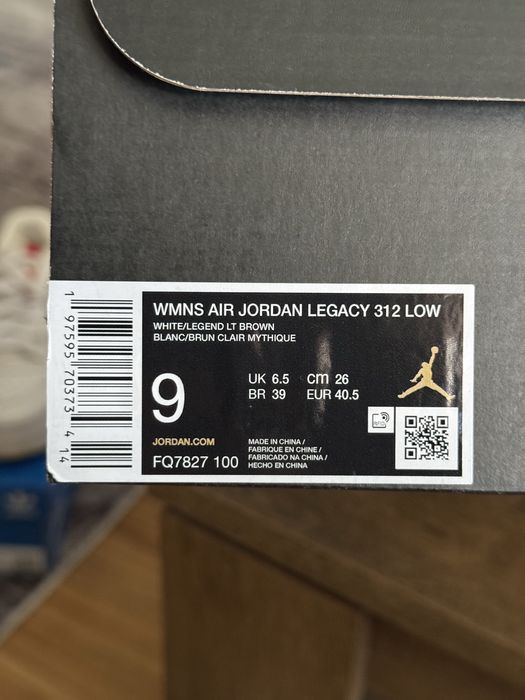 WMNS AIR JORDAN LEGACY 312 LOW
WHITE/LEGEND LT BROWN
BLANC/BRUN CLAIR MYTHIQUE
9
UK 6.5 cm 26
BR 39 EUR 40.5
JORDAN.COM
FQ7827 100
MADE IN CHINA /
FABRIQUE EN CHINE /
FABRICADO NA CHINA /
HECHO EN CHINA
1 97595 70373 4 14